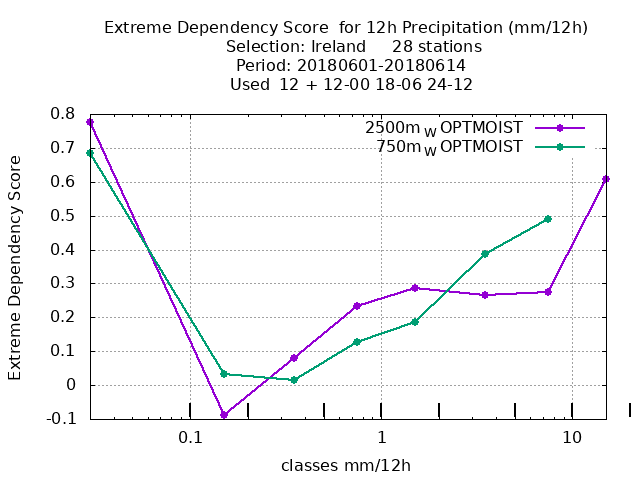 Extreme Dependency Score  for 12h Precipitation (mm/12h)
Selection: Ireland     28 stations
Period: 20180601-20180614
Used  12 + 12-00 18-06 24-12
2500m W OPTMOIST
750m W OPTMOIST
Extreme Dependency Score
0.8
0.7
0.6
0.5
0.4
0.3
0.2
0.1
0
-0.1
0.1 1 10
classes mm/12h